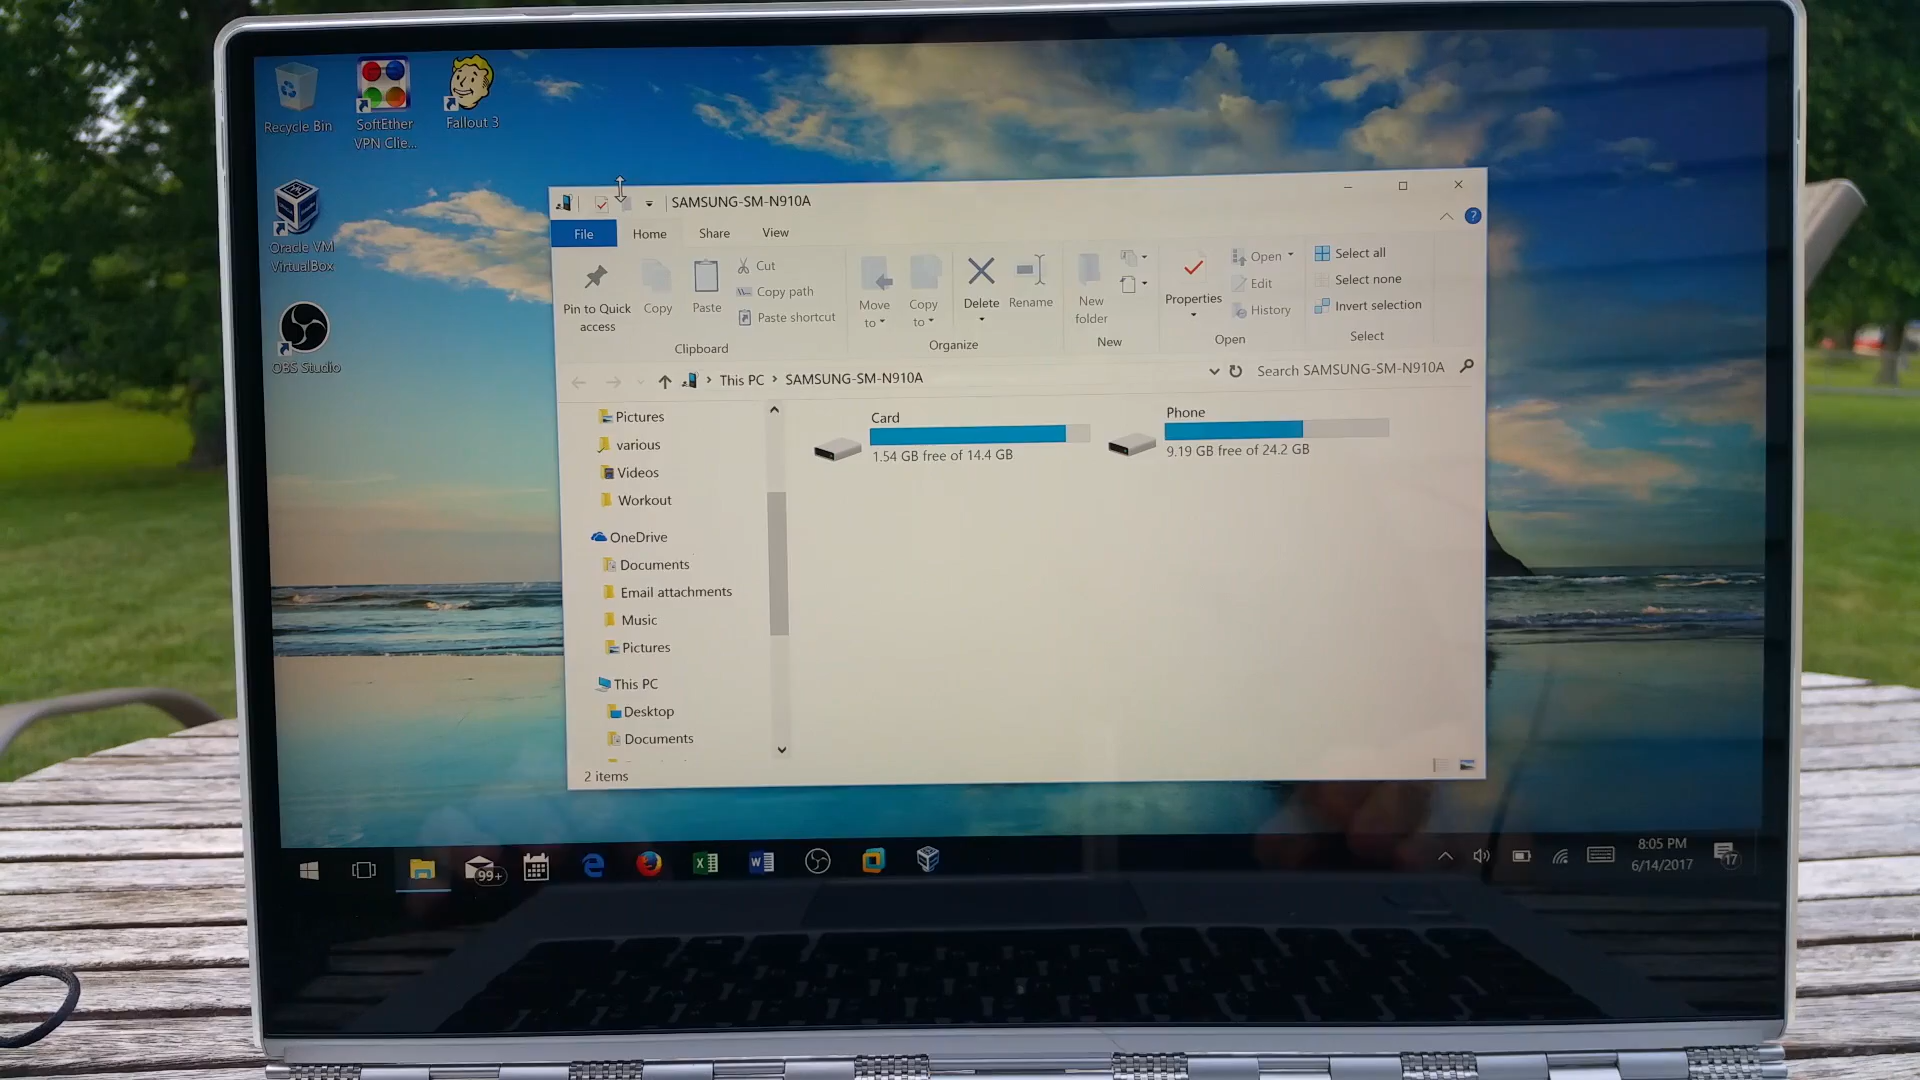 Recycle Bin
SoftEther
VPN Clie...
Fallout 3
Oracle VM
VirtualBox
OBS Studio
SAMSUNG-SM-N910A
File
Home
Share
View
Pin to Quick
access
Copy
Paste
Cut
Copy path
Paste shortcut
Clipboard
Move
to
Copy
to
Delete
Rename
Organize
New
folder
New
Properties
Open
Edit
History
Open
Select all
Select none
Invert selection
Select
This PC
SAMSUNG-SM-N910A
Search SAMSUNG-SM-N910A
Pictures
various
Videos
Workout
OneDrive
Documents
Email attachments
Music
Pictures
This PC
Desktop
Documents
Card
1.54 GB free of 14.4 GB
Phone
9.19 GB free of 24.2 GB
2 items
99+
8:05 PM
6/14/2017
17